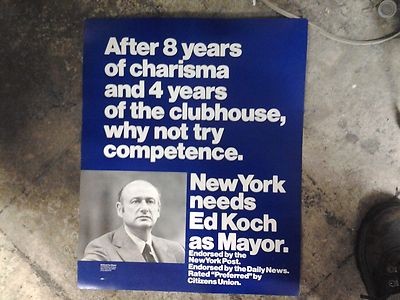 After 8 years
of charisma
and 4 years
of the clubhouse,
why not try
competence.
New York
needs
Ed Koch
as Mayor.
Endorsed by the
New York Post.
Endorsed by the Daily News.
Rated "Preferred" by
Citizens Union.